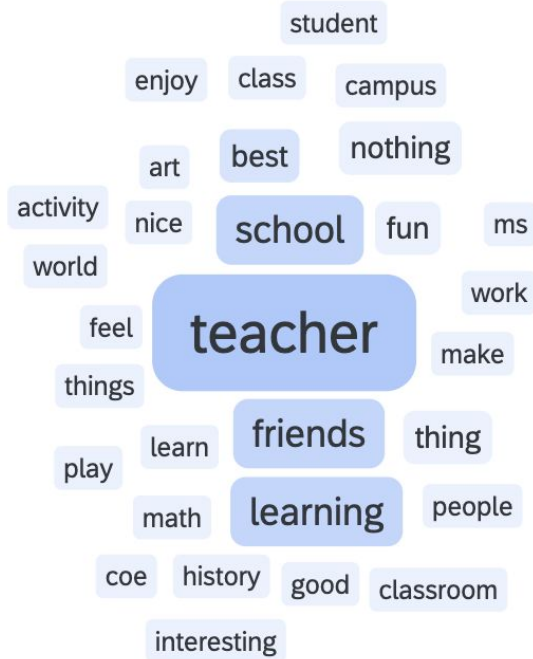 student
enjoy class campus
art best nothing
activity nice school fun ms
world
teacher
work
feel
make
things
friends thing
learn
play
learning people
math
coe history good classroom
interesting